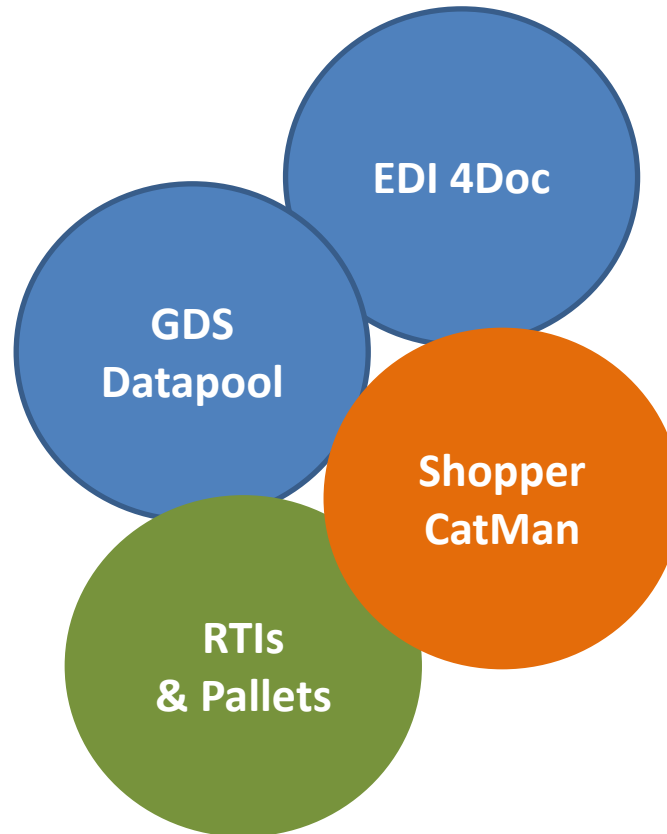 EDI 4Doc
GDS
Datapool
Shopper
CatMan
RTIs
& Pallets